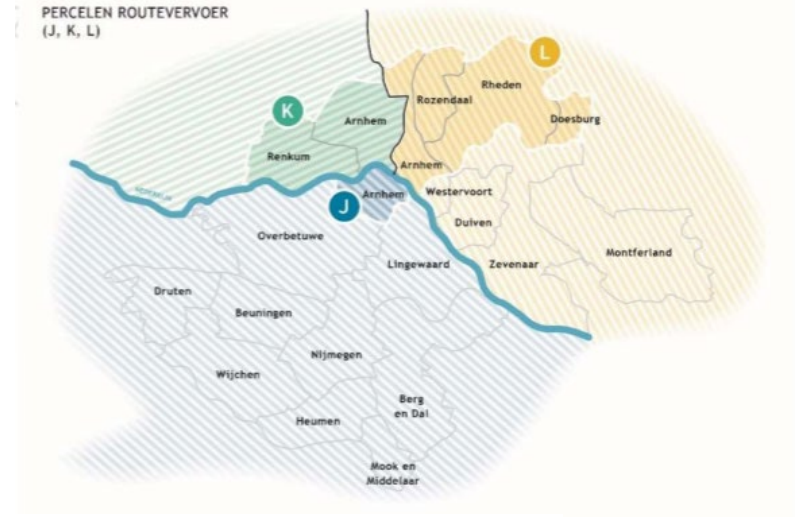 PERCELEN ROUTEVERVOER
(J, K, L)
L
Rheden
Rozendaal
K
Arnhem
Doesburg
Renkum
Arnhem
Arnhem
Westervoort
J
Duiven
Overbetuwe
Lingewaard
Zevenaar
Montferland
Druten
Beuningen
Nijmegen
Wijchen
Berg
en Dal
Heumen
Mook en
Middelaar